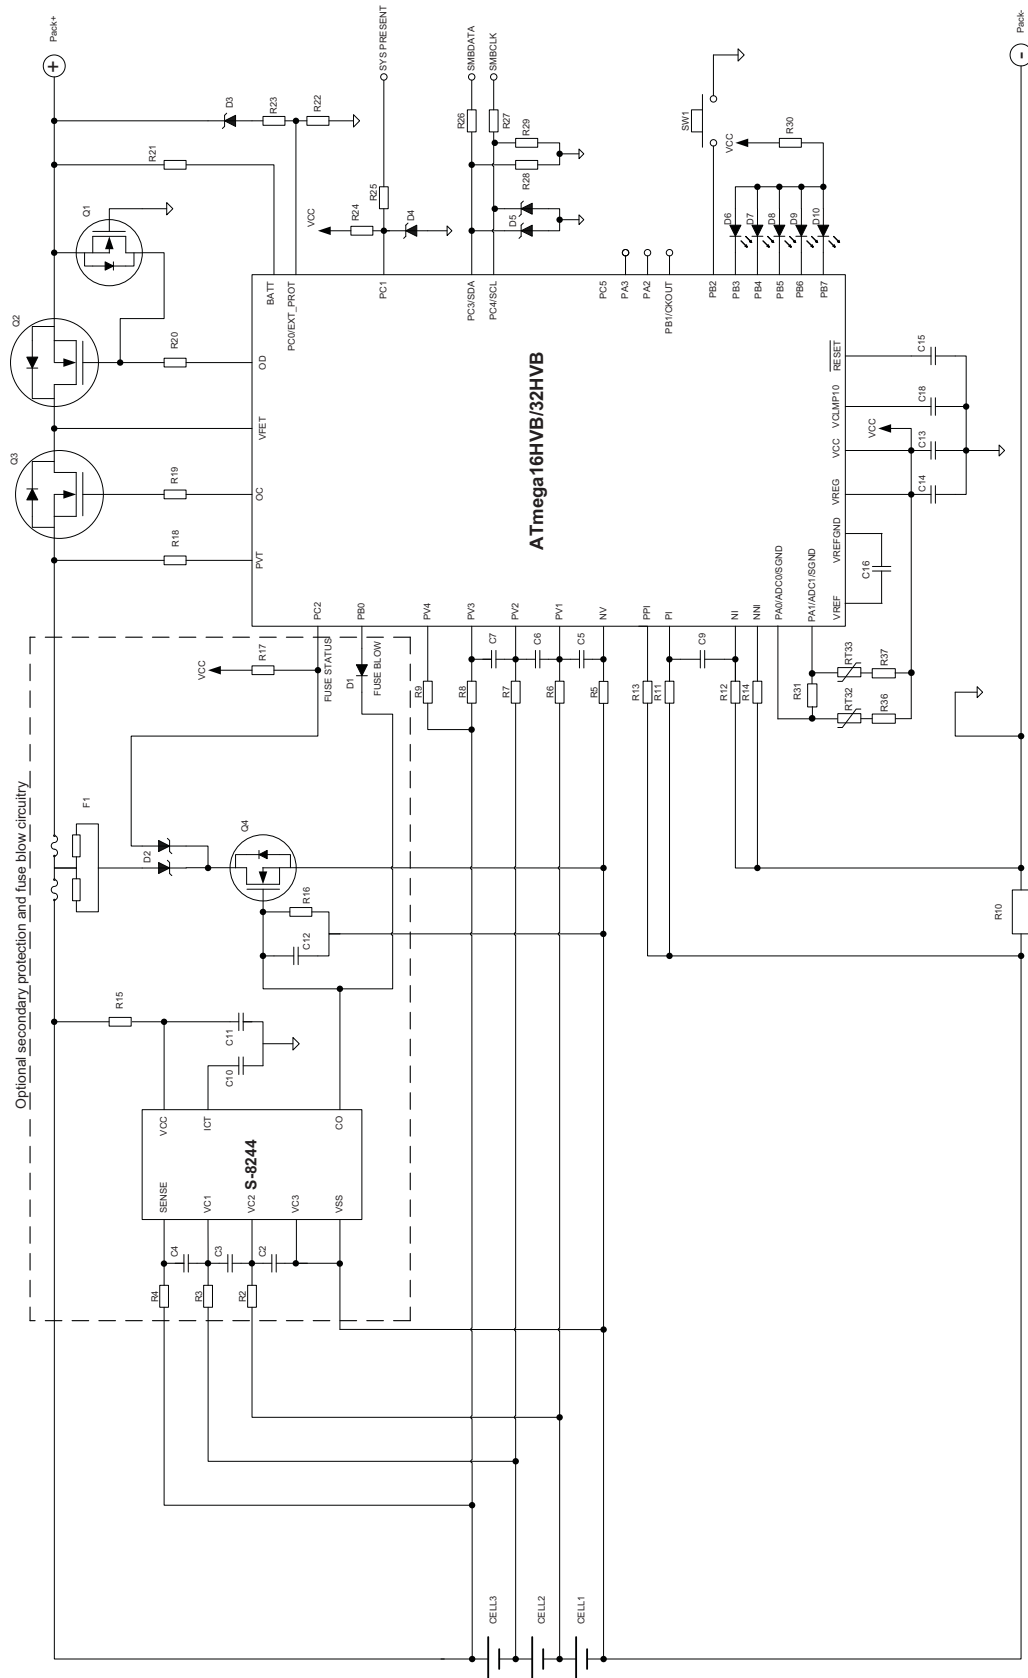 Optional secondary protection and fuse blow circuitry
Pack+
Pack-
+
-
D3
R23
R22
R21
Q1
Q2
Q3
R20
R19
R18
SYS PRESENT
R25
VCC
R24
D4
SMBDATA
SMBCLK
R26
R27
R29
R28
D5
SW1
R30
VCC
D6
D7
D8
D9
D10
BATT
PC0/EXT_PROT
PC1
PC3/SDA
PC4/SCL
PC5
PA3
PA2
PB1/CKOUT
PB2
PB3
PB4
PB5
PB6
PB7
OD
VFET
OC
PVT
ATmega16HVB/32HVB
RESET
VCLMP10
VCC
VREG
VREFGND
VREF
PA0/ADC0/SGND
PA1/ADC1/SGND
C15
C18
VCC
C13
C14
C16
PC2
PB0
PV4
PV3
PV2
PV1
NV
PPI
PI
NI
NNI
VCC
R17
FUSE STATUS
D1
FUSE BLOW
R9
R8
C7
R7
C6
R6
C5
R5
R13
R11
C9
R12
R14
R31
RT33
R37
RT32
R36
F1
D2
Q4
R16
C12
R10
R15
C11
C10
VCC
ICT
CO
S-8244
SENSE
VC1
VC2
VC3
VSS
C4
C3
C2
R4
R3
R2
CELL3
CELL2
CELL1